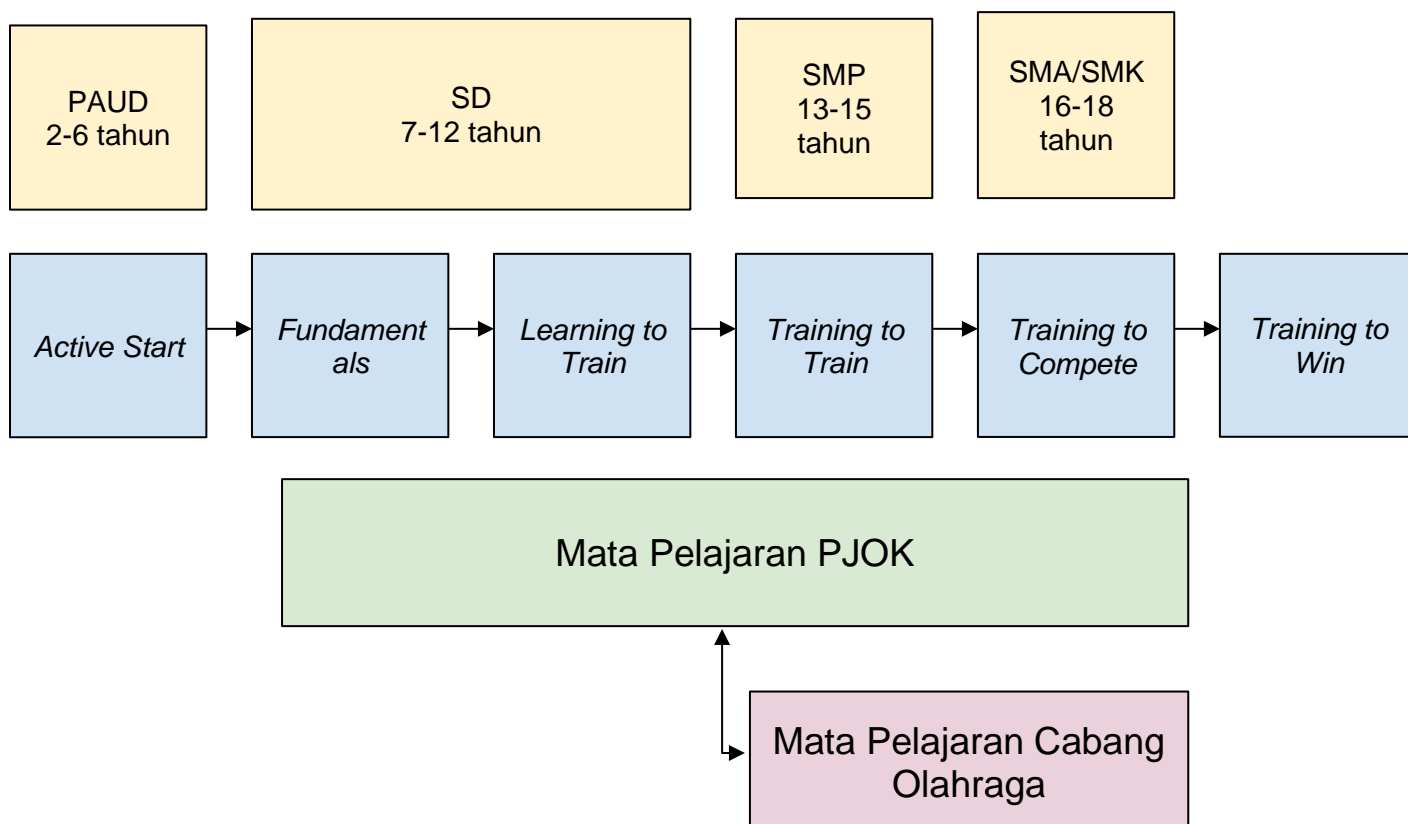 PAUD
2-6 tahun
SD
7-12 tahun
SMP
13-15
tahun
SMA/SMK
16-18
tahun
Active Start
Fundament
als
Learning to
Train
Training to
Train
Training to
Compete
Training to
Win
Mata Pelajaran PJOK
Mata Pelajaran Cabang
Olahraga